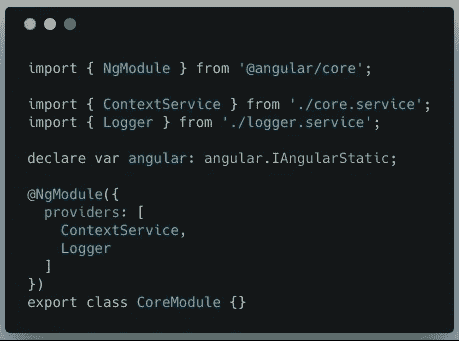 import { NgModule } from '@angular/core';
import { ContextService } from './core.service';
import { Logger } from './logger.service';
declare var angular: angular.IAngularStatic;
@NgModule({
  providers: [
    ContextService,
    Logger
  ]
})
export class CoreModule {}